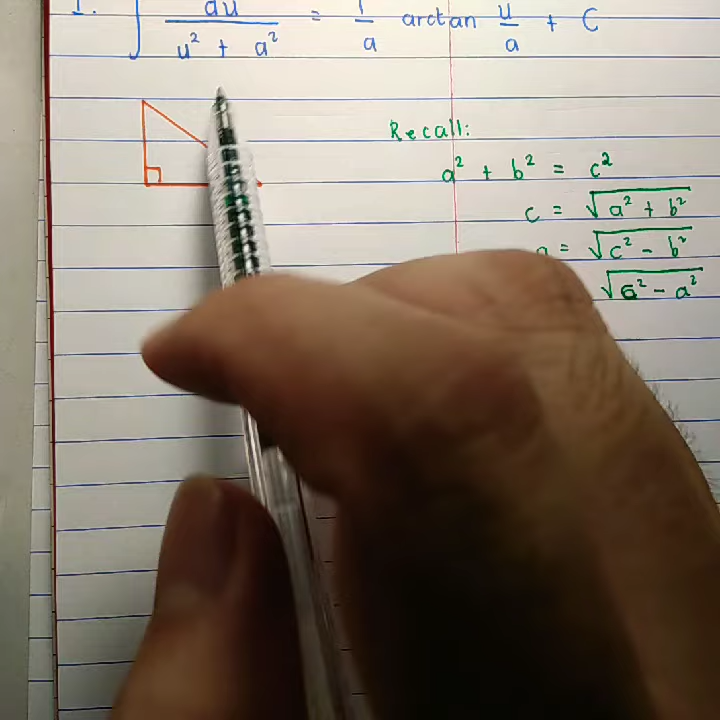 1. ∫ du / (u² + a²) = 1/a arctan u/a + C
Recall:
a² + b² = c²
c = √(a² + b²)
= √(c² − b²)
√(c² − a²)